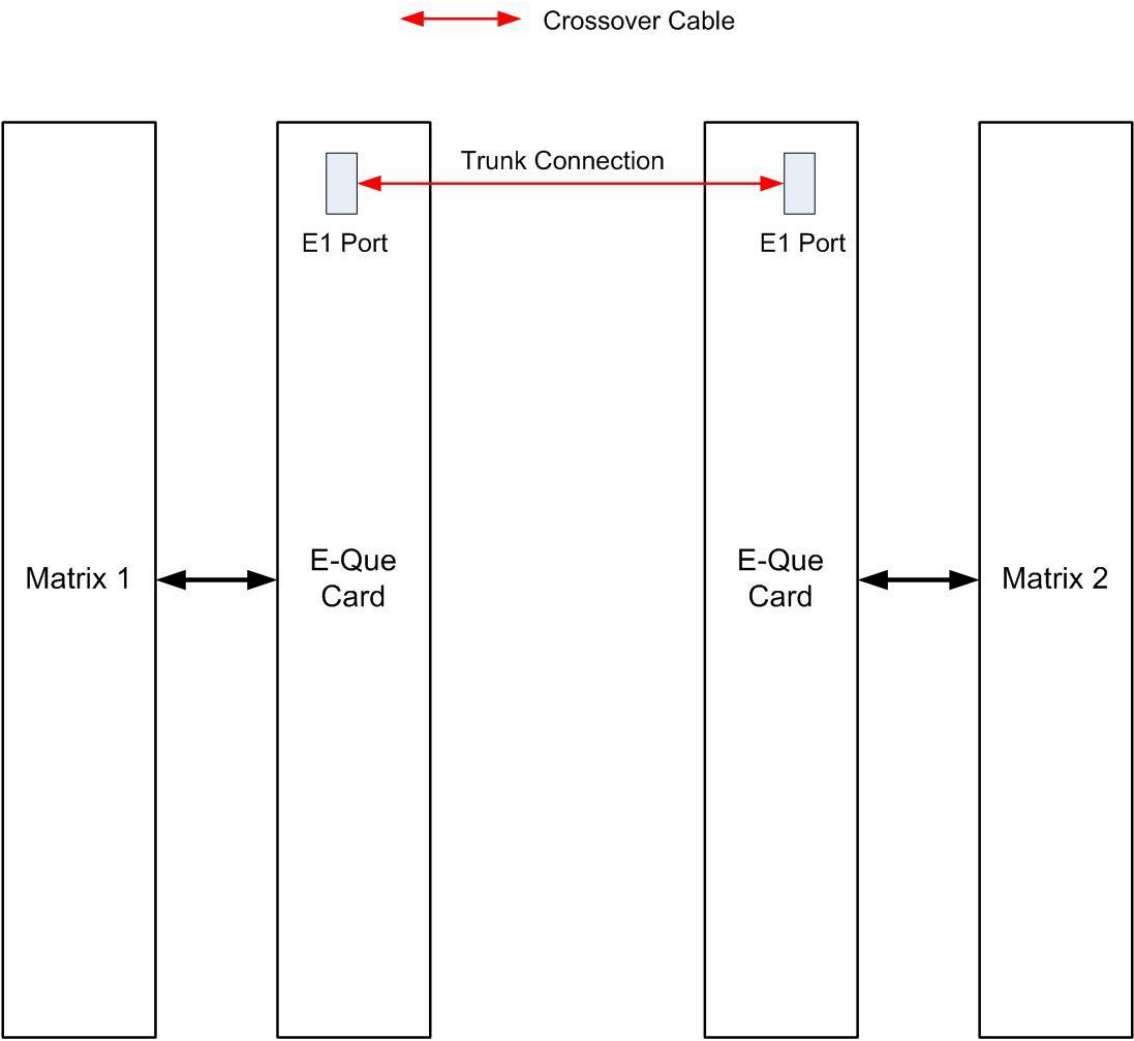 Crossover Cable
Trunk Connection
E1 Port
E1 Port
Matrix 1
E-Que
Card
E-Que
Card
Matrix 2